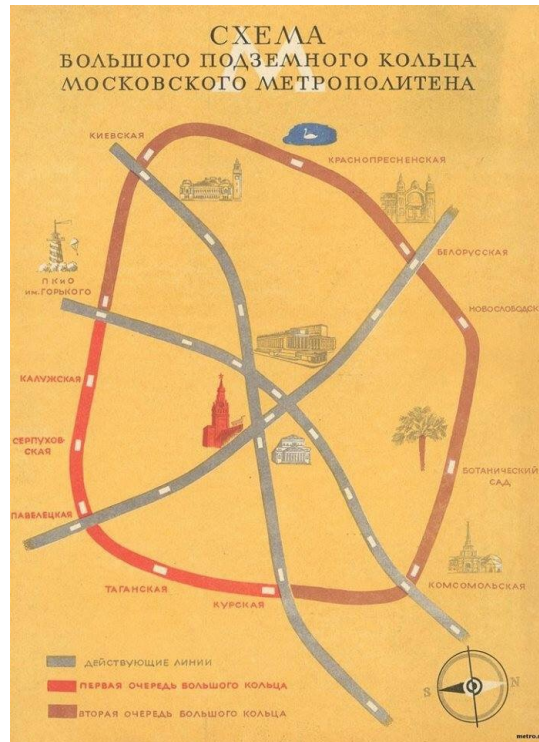 СХЕМА
БОЛЬШОГО ПОДЗЕМНОГО КОЛЬЦА
МОСКОВСКОГО МЕТРОПОЛИТЕНА
М
КИЕВСКАЯ
КРАСНОПРЕСНЕНСКАЯ
БЕЛОРУССКАЯ
ПКиО
им. ГОРЬКОГО
НОВОСЛОБОДСК
КАЛУЖСКАЯ
СЕРПУХОВ-
СКАЯ
БОТАНИЧЕСКИЙ
САД
ПАВЕЛЕЦКАЯ
ТАГАНСКАЯ
КУРСКАЯ
КОМСОМОЛЬСКАЯ
ДЕЙСТВУЮЩИЕ ЛИНИИ
ПЕРВАЯ ОЧЕРЕДЬ БОЛЬШОГО КОЛЬЦА
ВТОРАЯ ОЧЕРЕДЬ БОЛЬШОГО КОЛЬЦА
S
N